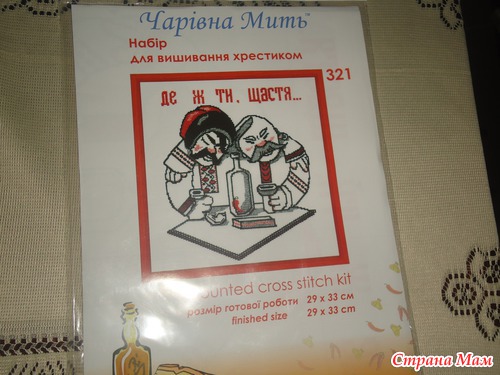 Чарівна Мить
Набір
для вишивання хрестиком
321
ДЕ Ж ТИ, ЩАСТЯ...
counted cross stitch kit
розмір готової роботи 29 х 33 см
finished size 29 x 33 cm
Страна Мам